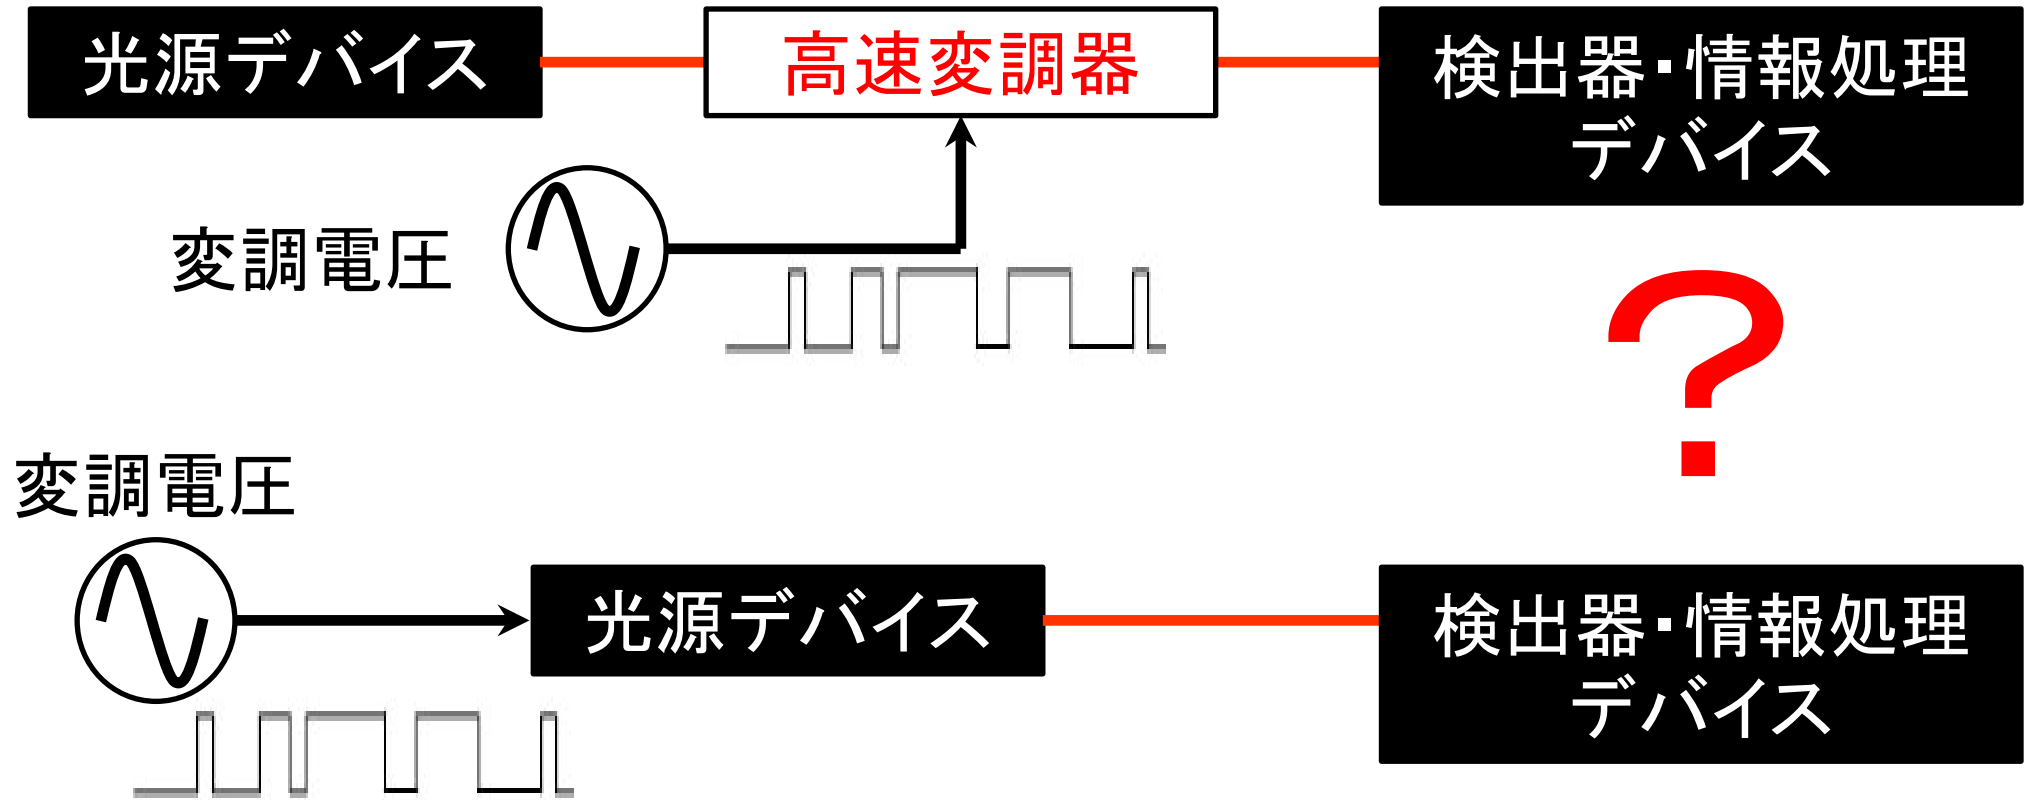 光源デバイス
高速変調器
検出器・情報処理
デバイス
変調電圧
？
変調電圧
光源デバイス
検出器・情報処理
デバイス